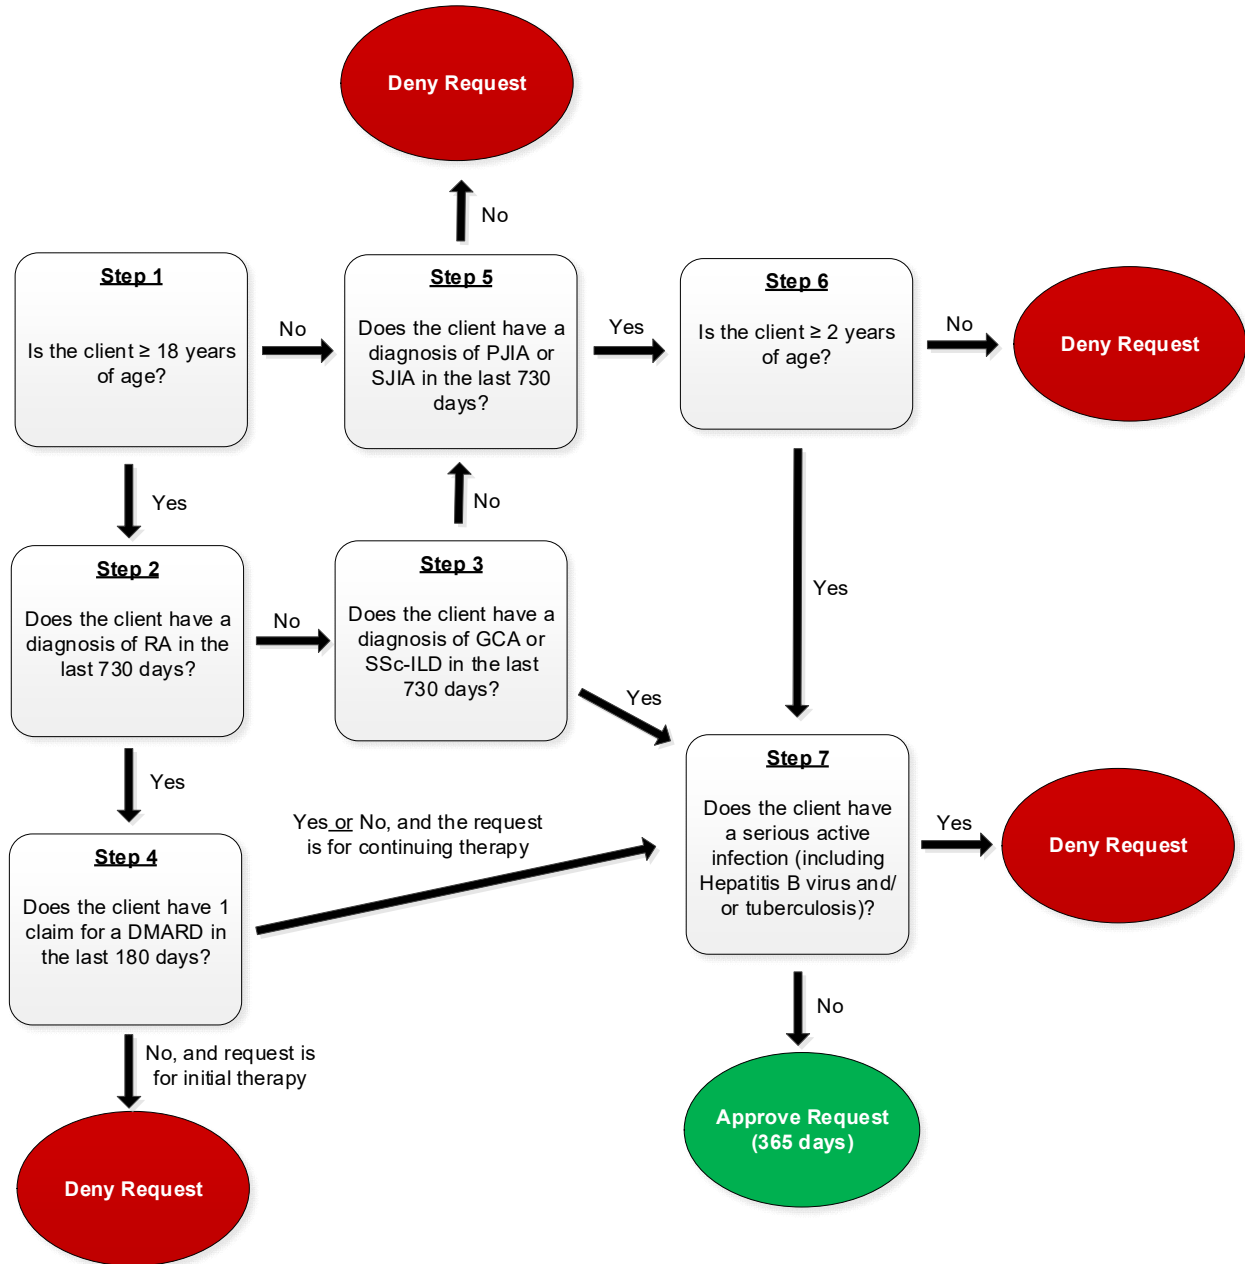 Deny Request
No
Step 1
Is the client ≥ 18 years
of age?
No
Step 5
Does the client have a
diagnosis of PJIA or
SJIA in the last 730
days?
Yes
Step 6
Is the client ≥ 2 years
of age?
No
Deny Request
Yes
No
Step 2
Does the client have a
diagnosis of RA in the
last 730 days?
No
Step 3
Does the client have a
diagnosis of GCA or
SSc-ILD in the last
730 days?
Yes
Yes
Yes
Step 4
Does the client have 1
claim for a DMARD in
the last 180 days?
Yes or No, and the request
is for continuing therapy
Step 7
Does the client have
a serious active
infection (including
Hepatitis B virus and/
or tuberculosis)?
Yes
Deny Request
No, and request is
for initial therapy
Deny Request
No
Approve Request
(365 days)